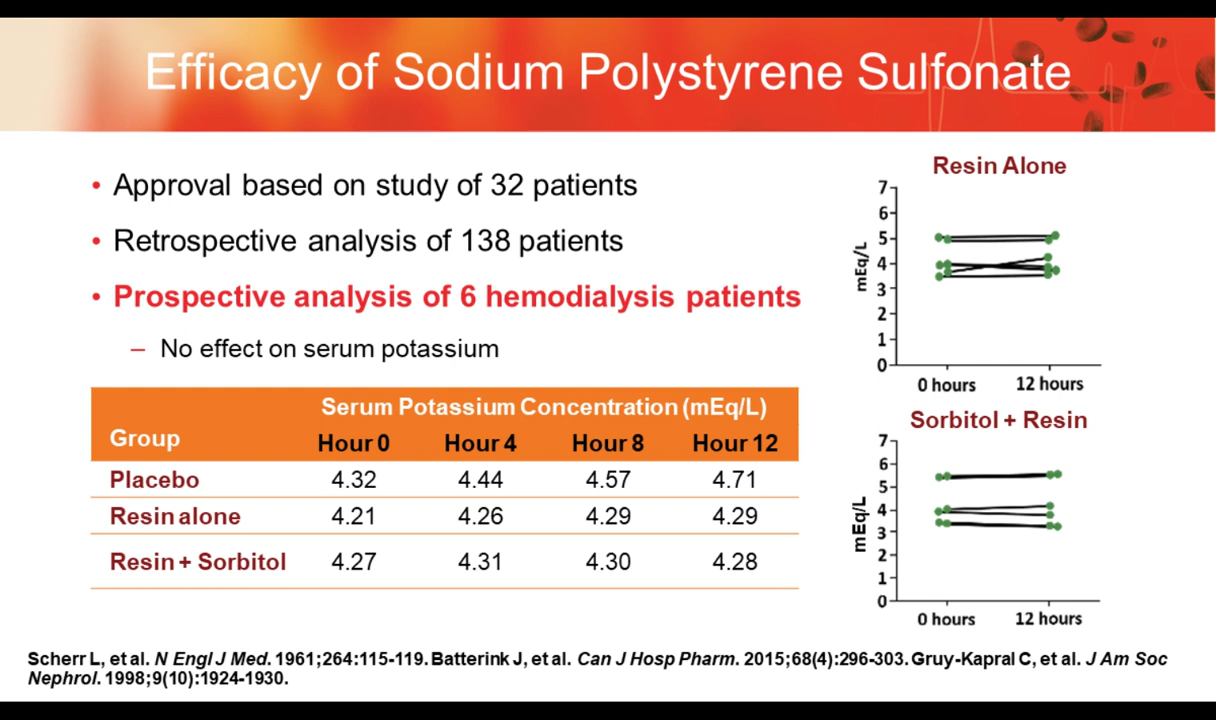 Efficacy of Sodium Polystyrene Sulfonate
• Approval based on study of 32 patients
• Retrospective analysis of 138 patients
• Prospective analysis of 6 hemodialysis patients
– No effect on serum potassium
Serum Potassium Concentration (mEq/L)
Group Hour 0 Hour 4 Hour 8 Hour 12
Placebo 4.32 4.44 4.57 4.71
Resin alone 4.21 4.26 4.29 4.29
Resin + Sorbitol 4.27 4.31 4.30 4.28
Resin Alone
mEq/L
7
6
5
4
3
2
1
0
0 hours 12 hours
Sorbitol + Resin
mEq/L
7
6
5
4
3
2
1
0
0 hours 12 hours
Scherr L, et al. N Engl J Med. 1961;264:115-119. Batterink J, et al. Can J Hosp Pharm. 2015;68(4):296-303. Gruy-Kapral C, et al. J Am Soc
Nephrol. 1998;9(10):1924-1930.